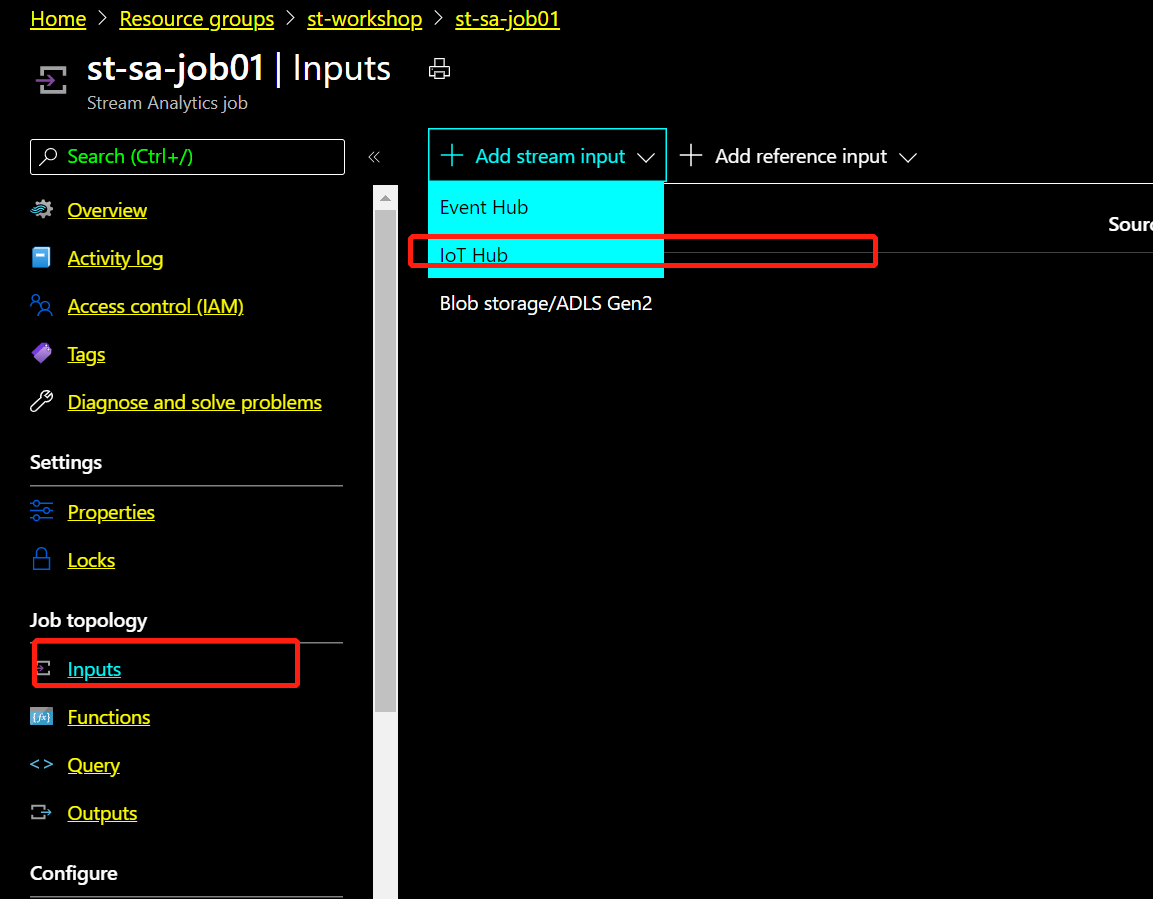 Home > Resource groups > st-workshop > st-sa-job01
st-sa-job01 | Inputs
Stream Analytics job
Search (Ctrl+/)
«
Overview
Activity log
Access control (IAM)
Tags
Diagnose and solve problems
Settings
Properties
Locks
Job topology
Inputs
Functions
Query
Outputs
Configure
+ Add stream input
+ Add reference input
Event Hub
IoT Hub
Blob storage/ADLS Gen2
Sourc